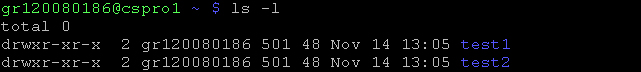 gr120080186@cspro1 ~ $ ls -l
total 0
drwxr-xr-x  2 gr120080186 501 48 Nov 14 13:05 test1
drwxr-xr-x  2 gr120080186 501 48 Nov 14 13:05 test2